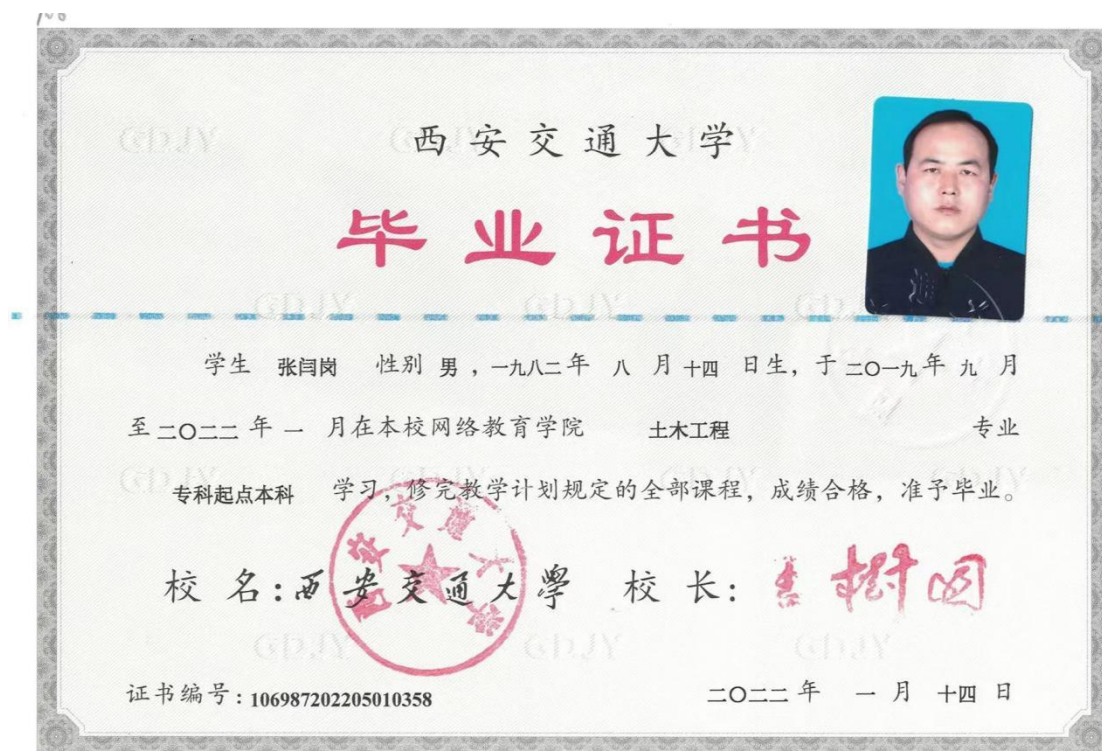 西安交通大学
毕业证书
学生 张闫岗 性别 男 ，一九八二年 八 月 十四 日生，于 二〇一九年 九 月
至 二〇二二 年 一 月在本校网络教育学院 土木工程 专业
专科起点本科 学习，修完教学计划规定的全部课程，成绩合格，准予毕业。
校 名：西安交通大學 校 长：
证书编号：106987202205010358 二〇二二 年 一 月 十四 日
GDJY